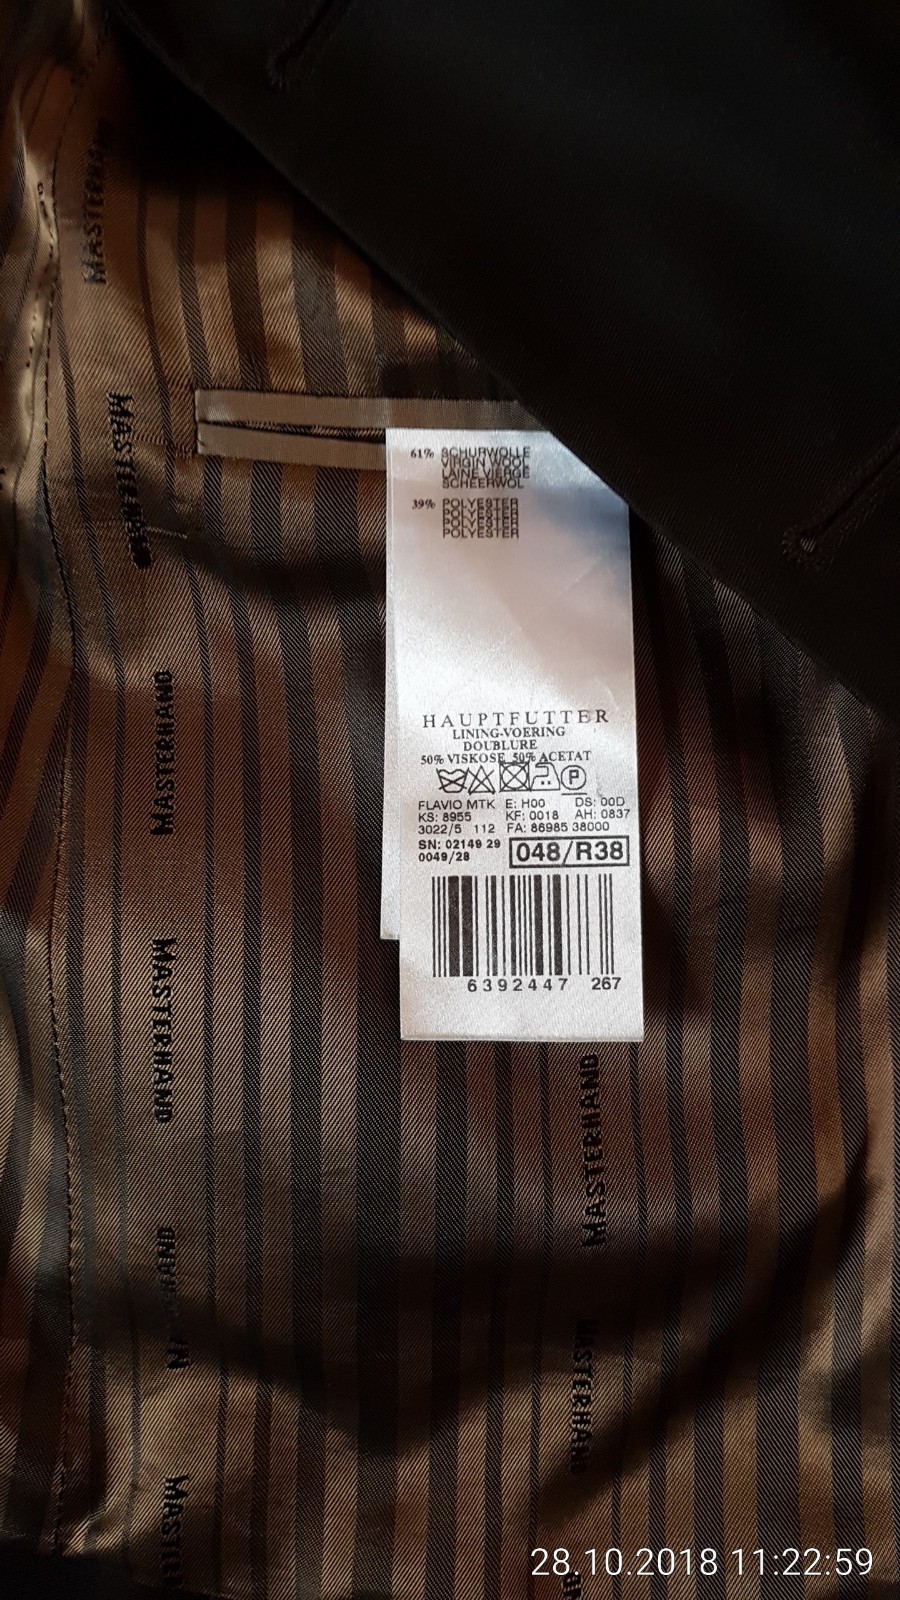 MASTERHAND
MASTERHAND
61% SCHURWOLLE
VIRGIN WOOL
LAINE VIERGE
SCHEERWOL
39% POLYESTER
POLYESTER
POLYESTER
POLYESTER
MASTERHAND
HAUPTFUTTER
LINING-VOERING
DOUBLURE
50% VISKOSE 50% ACETAT
P
FLAVIO MTK E: H00 DS: 00D
KS: 8955 KF: 0018 AH: 0837
3022/5 112 FA: 86985 38000
SN: 02149 29
0049/28
048/R38
6392447 267
MASTERHAND
MASTERHAND
MASTERHAND
MASTERHAND
28.10.2018 11:22:59